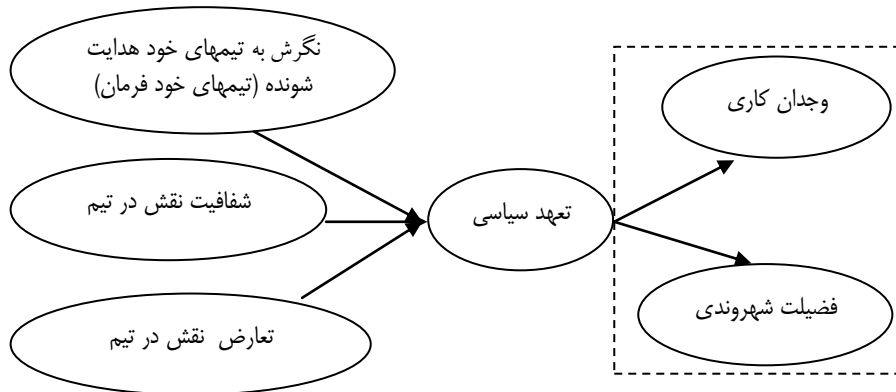 نگرش به تیمهای خود هدایت
شونده (تیمهای خود فرمان)
وجدان کاری
شفافیت نقش در تیم
تعهد سیاسی
فضیلت شهروندی
تعارض نقش در تیم